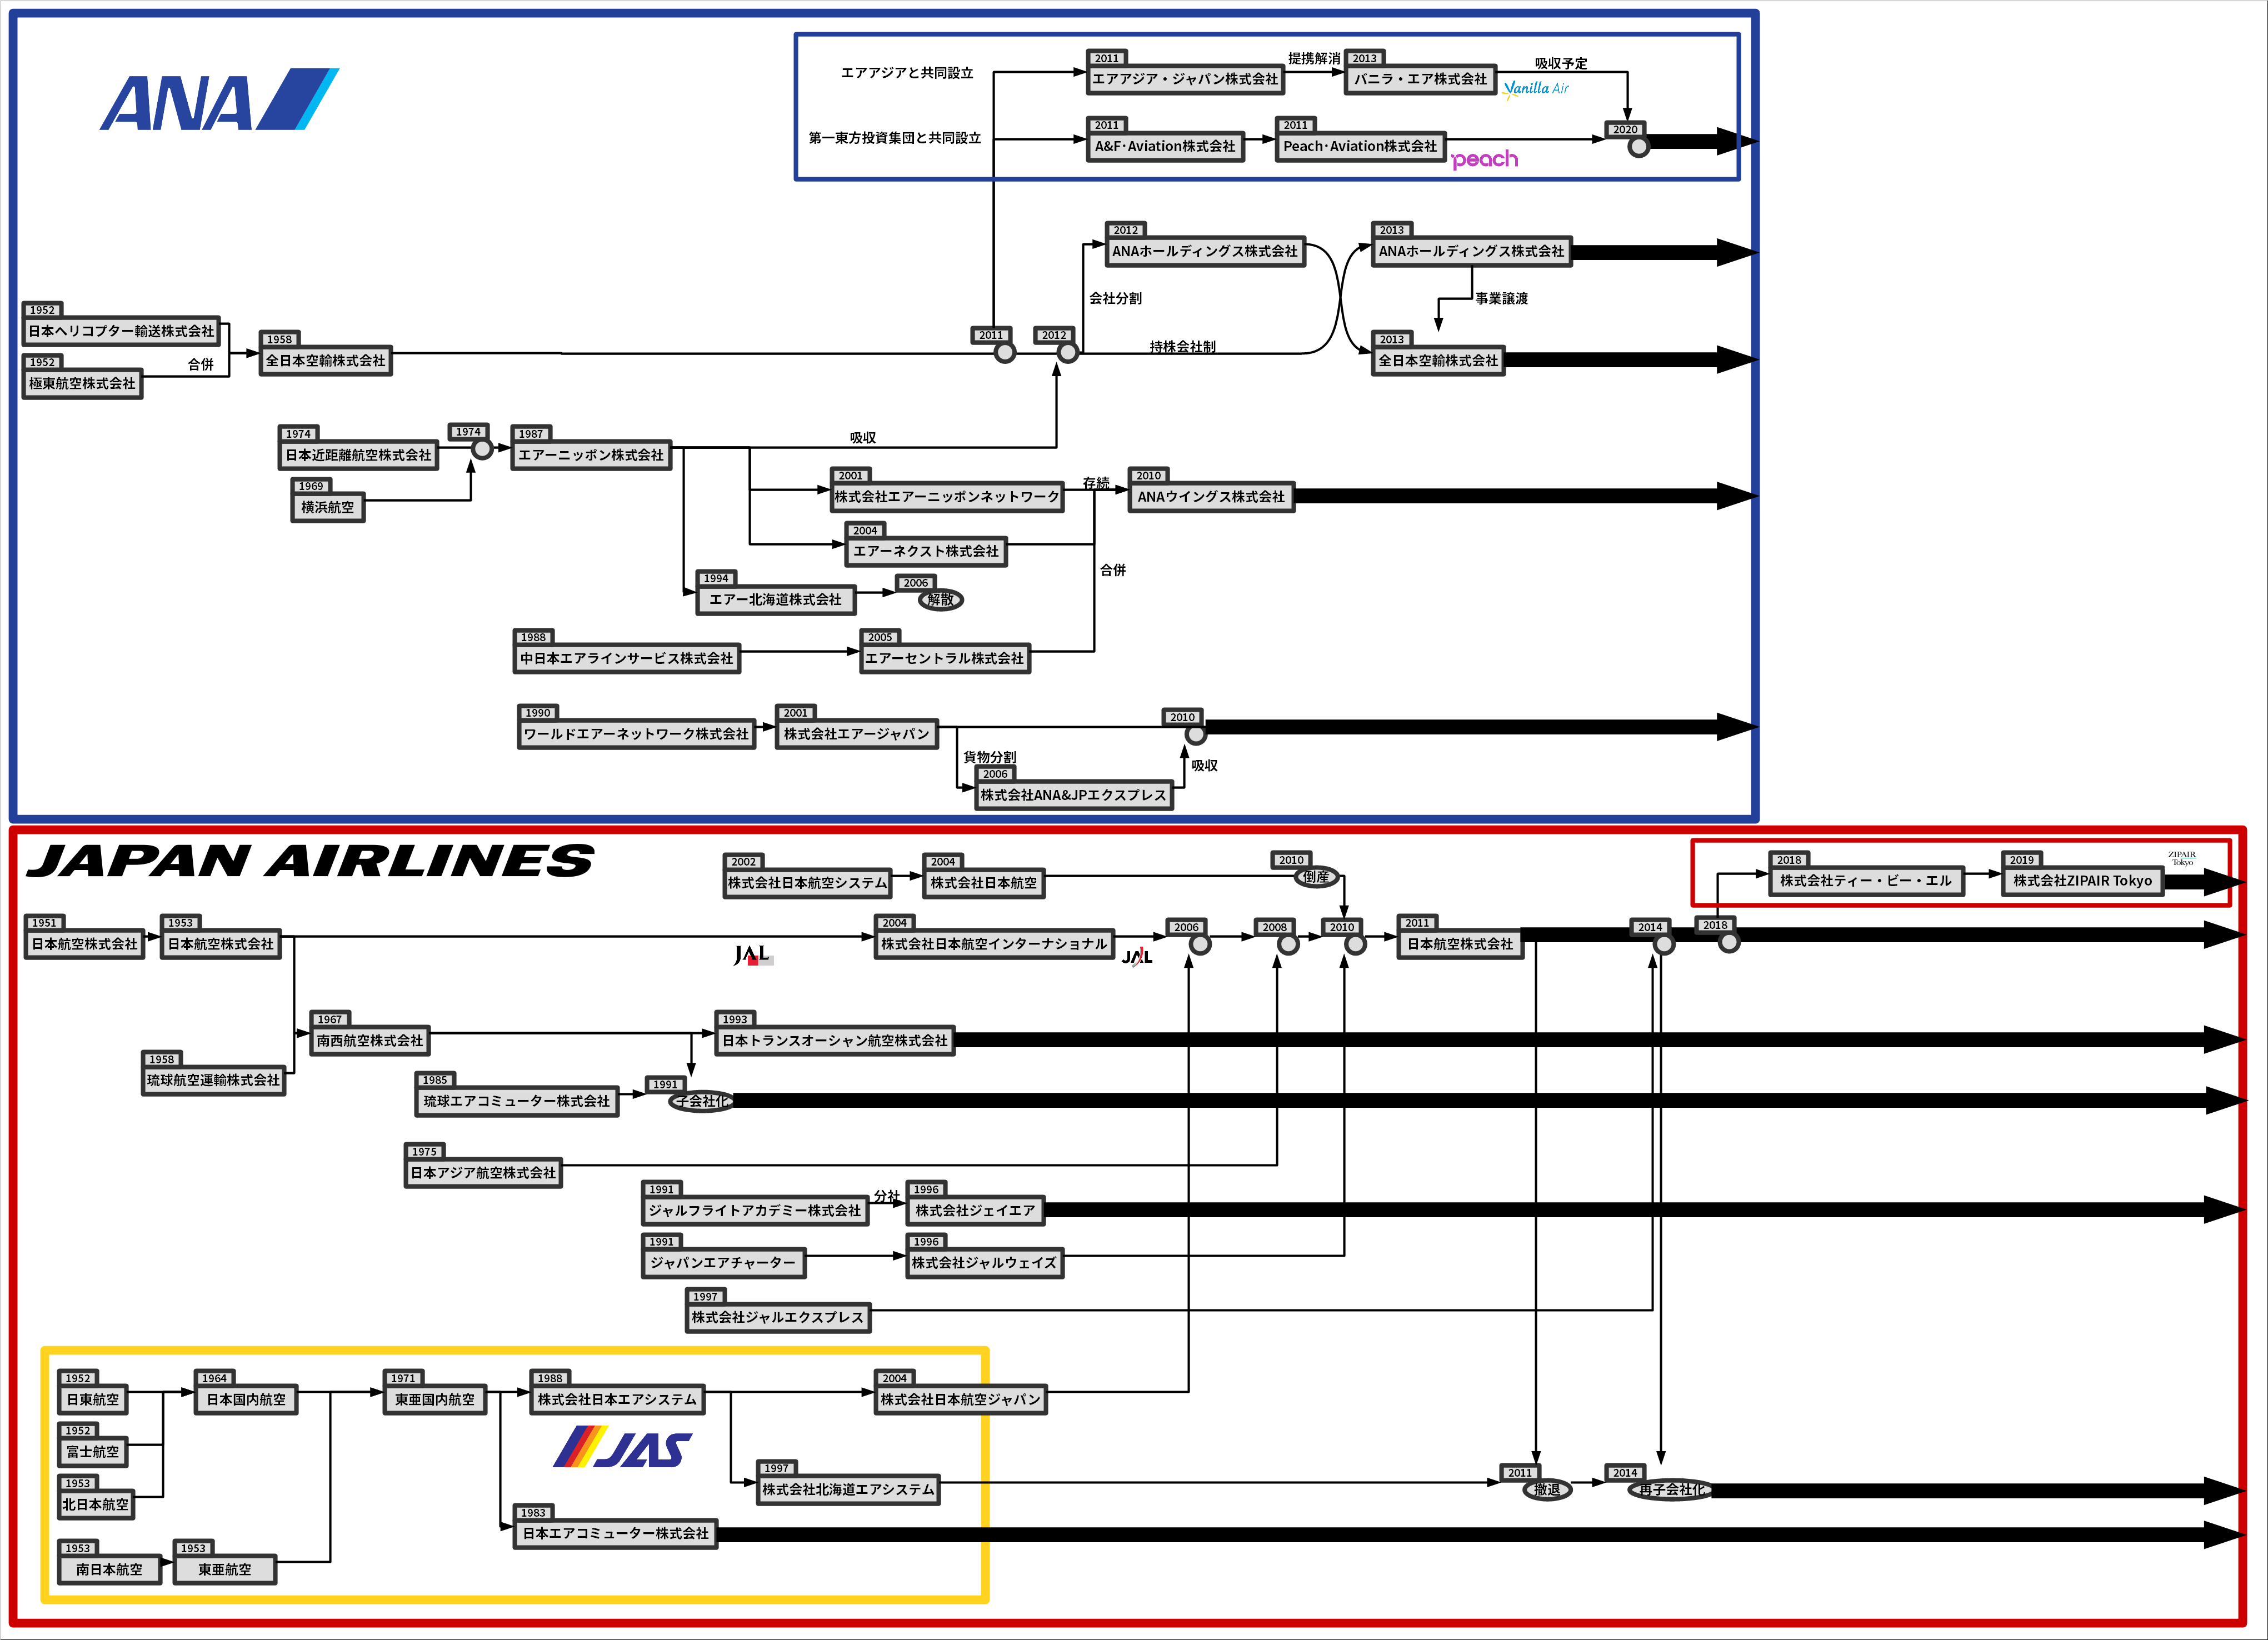 ANA
エアアジアと共同設立
2011
エアアジア・ジャパン株式会社
提携解消
2013
バニラ・エア株式会社
吸収予定
Vanilla Air
第一東方投資集団と共同設立
2011
A&F･Aviation株式会社
2011
Peach･Aviation株式会社
peach
2020
2012
ANAホールディングス株式会社
2013
ANAホールディングス株式会社
会社分割
事業譲渡
1952
日本ヘリコプター輸送株式会社
1952
極東航空株式会社
合併
1958
全日本空輸株式会社
2011
2012
持株会社制
2013
全日本空輸株式会社
1974
日本近距離航空株式会社
1974
1987
エアーニッポン株式会社
吸収
1969
横浜航空
2001
株式会社エアーニッポンネットワーク
存続
2010
ANAウイングス株式会社
2004
エアーネクスト株式会社
合併
1994
エアー北海道株式会社
2006
解散
1988
中日本エアラインサービス株式会社
2005
エアーセントラル株式会社
1990
ワールドエアーネットワーク株式会社
2001
株式会社エアージャパン
2010
貨物分割
吸収
2006
株式会社ANA&JPエクスプレス
JAPAN AIRLINES
2002
株式会社日本航空システム
2004
株式会社日本航空
2010
倒産
2018
株式会社ティー・ビー・エル
2019
株式会社ZIPAIR Tokyo
ZIPAIR
Tokyo
1951
日本航空株式会社
1953
日本航空株式会社
JAL
2004
株式会社日本航空インターナショナル
JAL
2006
2008
2010
2011
日本航空株式会社
2014
2018
1967
南西航空株式会社
1993
日本トランスオーシャン航空株式会社
1958
琉球航空運輸株式会社
1985
琉球エアコミューター株式会社
1991
子会社化
1975
日本アジア航空株式会社
1991
ジャルフライトアカデミー株式会社
分社
1996
株式会社ジェイエア
1991
ジャパンエアチャーター
1996
株式会社ジャルウェイズ
1997
株式会社ジャルエクスプレス
1952
日東航空
1964
日本国内航空
1971
東亜国内航空
1988
株式会社日本エアシステム
2004
株式会社日本航空ジャパン
1952
富士航空
JAS
1953
北日本航空
1997
株式会社北海道エアシステム
2011
撤退
2014
再子会社化
1983
日本エアコミューター株式会社
1953
南日本航空
1953
東亜航空